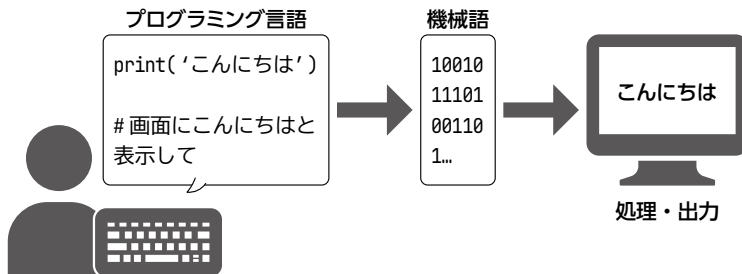 プログラミング言語
print('こんにちは')
# 画面にこんにちはと
表示して
機械語
10010
11101
00110
1…
こんにちは
処理・出力